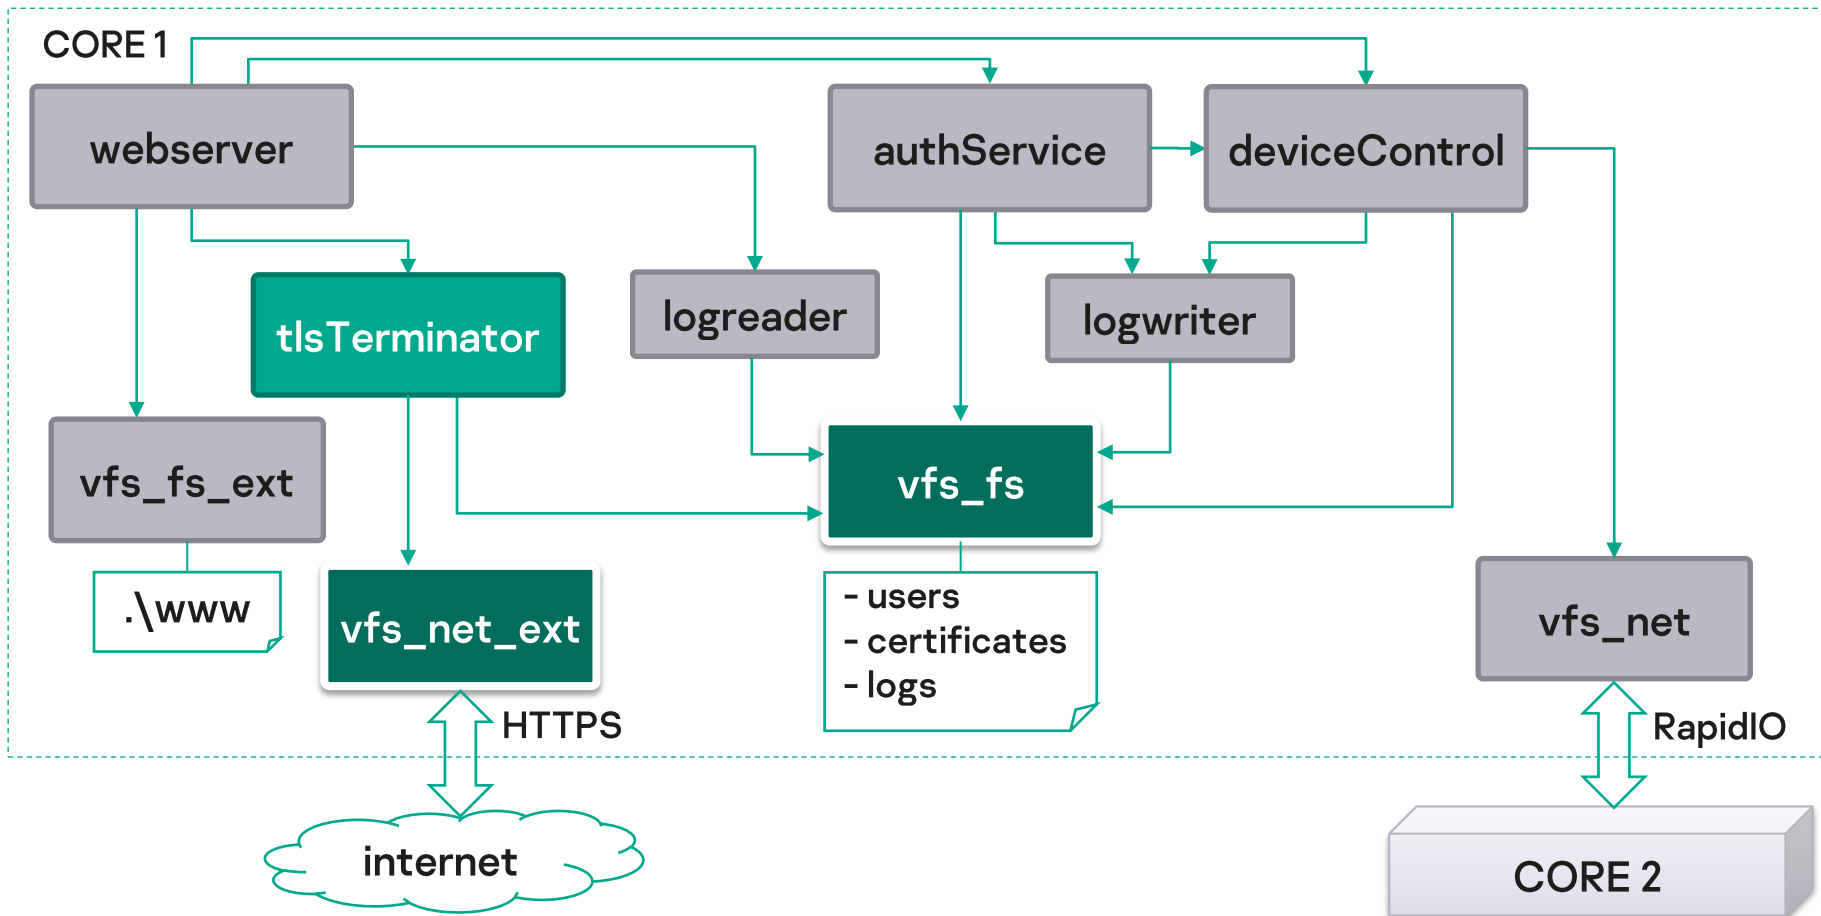 CORE 1
webserver
authService
deviceControl
tlsTerminator
logreader
logwriter
vfs_fs_ext
vfs_fs
.\www
vfs_net_ext
- users
- certificates
- logs
vfs_net
HTTPS
RapidIO
internet
CORE 2